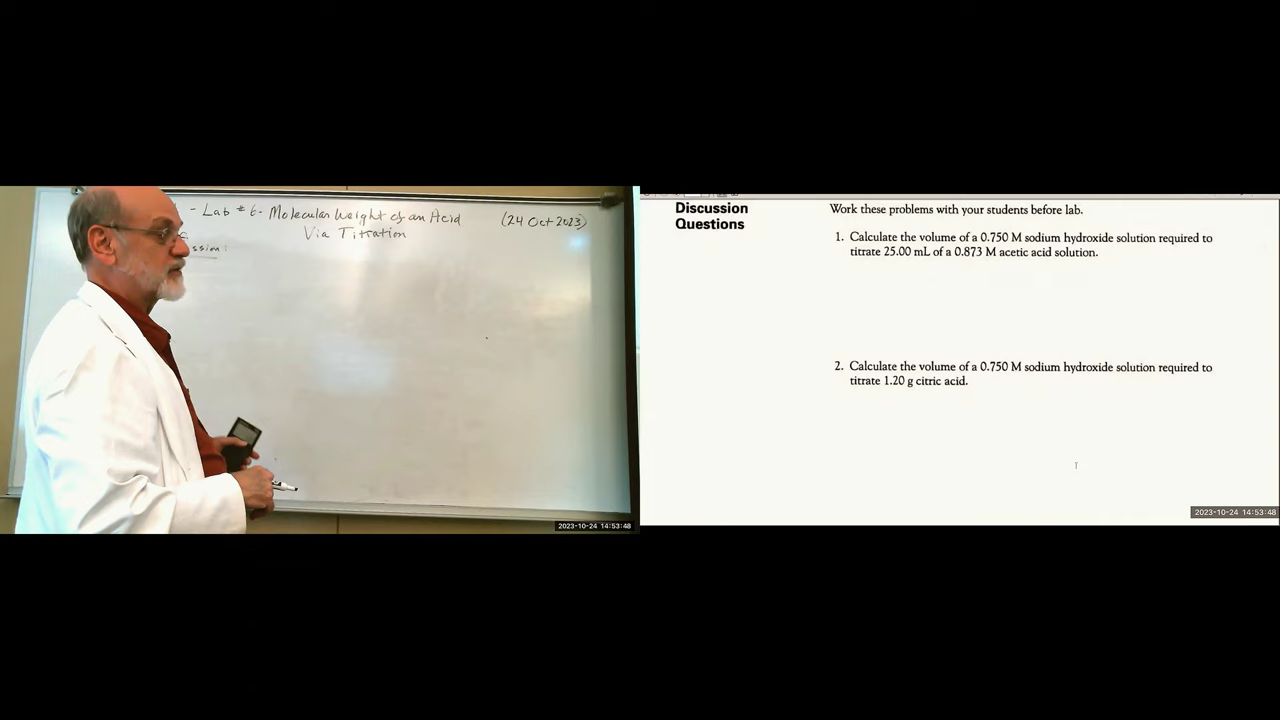 - Lab # 6 - Molecular Weight of an Acid (24 Oct 2023)
Via Titration
ssion:
2023-10-24 14:53:48
Discussion
Questions
Work these problems with your students before lab.
1. Calculate the volume of a 0.750 M sodium hydroxide solution required to
titrate 25.00 mL of a 0.873 M acetic acid solution.
2. Calculate the volume of a 0.750 M sodium hydroxide solution required to
titrate 1.20 g citric acid.
2023-10-24 14:53:48